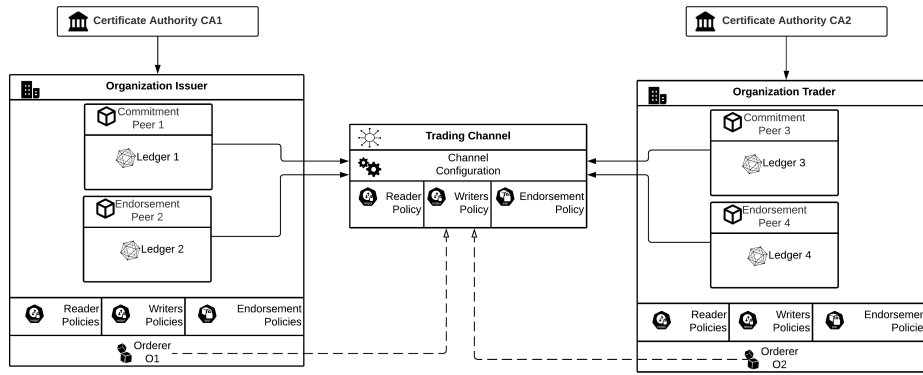 Certificate Authority CA1
Certificate Authority CA2
Organization Issuer
Commitment
Peer 1
Ledger 1
Endorsement
Peer 2
Ledger 2
Reader
Policies
Writers
Policies
Endorsement
Policies
Orderer
O1
Trading Channel
Channel
Configuration
Reader
Policy
Writers
Policy
Endorsement
Policy
Organization Trader
Commitment
Peer 3
Ledger 3
Endorsement
Peer 4
Ledger 4
Reader
Policies
Writers
Policies
Endorsement
Policies
Orderer
O2